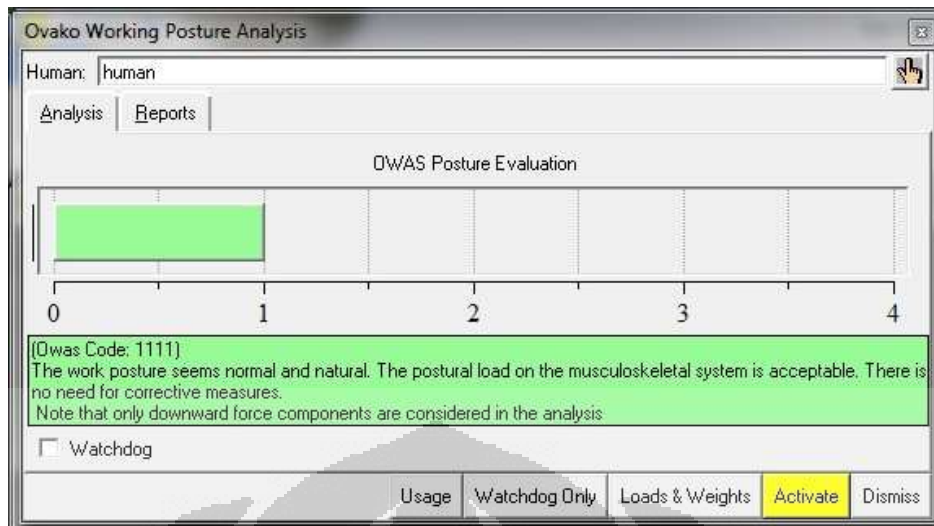 Ovako Working Posture Analysis
Human: human
Analysis Reports
OWAS Posture Evaluation
0 1 2 3 4
(Owas Code: 1111)
The work posture seems normal and natural. The postural load on the musculoskeletal system is acceptable. There is
no need for corrective measures.
Note that only downward force components are considered in the analysis
Watchdog
Usage Watchdog Only Loads & Weights Activate Dismiss